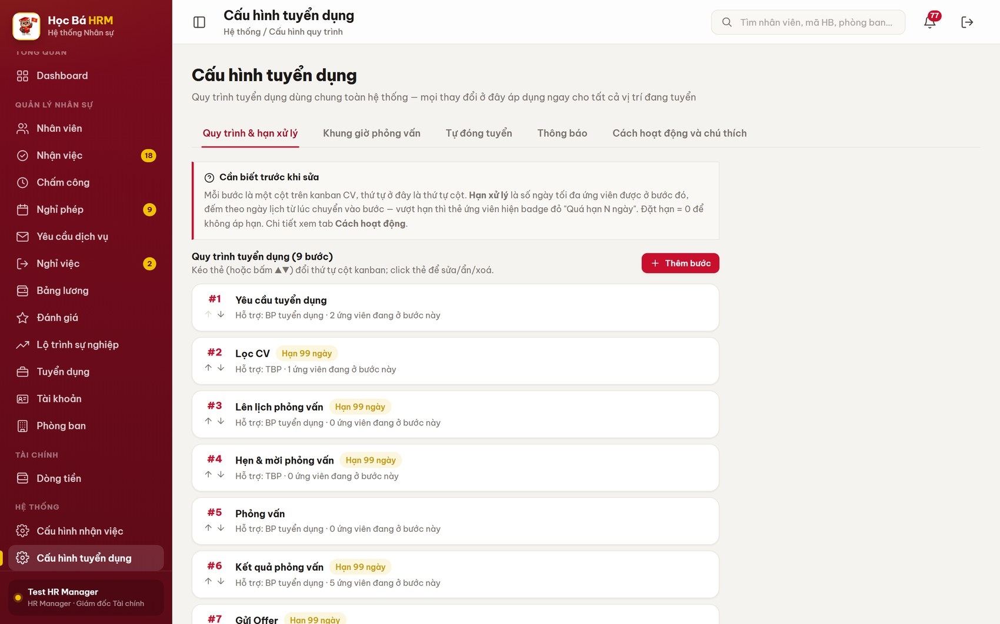 Học Bá HRM
Hệ thống Nhân sự
TỔNG QUAN
Dashboard
QUẢN LÝ NHÂN SỰ
Nhân viên
Nhận việc
18
Chấm công
Nghỉ phép
9
Yêu cầu dịch vụ
Nghỉ việc
2
Bảng lương
Đánh giá
Lộ trình sự nghiệp
Tuyển dụng
Tài khoản
Phòng ban
TÀI CHÍNH
Dòng tiền
HỆ THỐNG
Cấu hình nhận việc
Cấu hình tuyển dụng
Test HR Manager
HR Manager · Giám đốc Tài chính
Cấu hình tuyển dụng
Hệ thống / Cấu hình quy trình
Tìm nhân viên, mã HB, phòng ban...
77
Cấu hình tuyển dụng
Quy trình tuyển dụng dùng chung toàn hệ thống — mọi thay đổi ở đây áp dụng ngay cho tất cả vị trí đang tuyển
Quy trình & hạn xử lý
Khung giờ phỏng vấn
Tự đóng tuyển
Thông báo
Cách hoạt động và chú thích
Cần biết trước khi sửa
Mỗi bước là một cột trên kanban CV, thứ tự ở đây là thứ tự cột. Hạn xử lý là số ngày tối đa ứng viên được ở bước đó,
đếm theo ngày lịch từ lúc chuyển vào bước — vượt hạn thì thẻ ứng viên hiện badge đỏ "Quá hạn N ngày". Đặt hạn = 0 để
không áp hạn. Chi tiết xem tab Cách hoạt động.
Quy trình tuyển dụng (9 bước)
Kéo thẻ (hoặc bấm ▲▼) đổi thứ tự cột kanban; click thẻ để sửa/ẩn/xoá.
Thêm bước
#1
Yêu cầu tuyển dụng
Hỗ trợ: BP tuyển dụng · 2 ứng viên đang ở bước này
#2
Lọc CV
Hạn 99 ngày
Hỗ trợ: TBP · 1 ứng viên đang ở bước này
#3
Lên lịch phỏng vấn
Hạn 99 ngày
Hỗ trợ: BP tuyển dụng · 0 ứng viên đang ở bước này
#4
Hẹn & mời phỏng vấn
Hạn 99 ngày
Hỗ trợ: TBP · 0 ứng viên đang ở bước này
#5
Phỏng vấn
Hỗ trợ: BP tuyển dụng · 0 ứng viên đang ở bước này
#6
Kết quả phỏng vấn
Hạn 99 ngày
Hỗ trợ: BP tuyển dụng · 5 ứng viên đang ở bước này
#7
Gửi Offer
Hạn 99 ngày